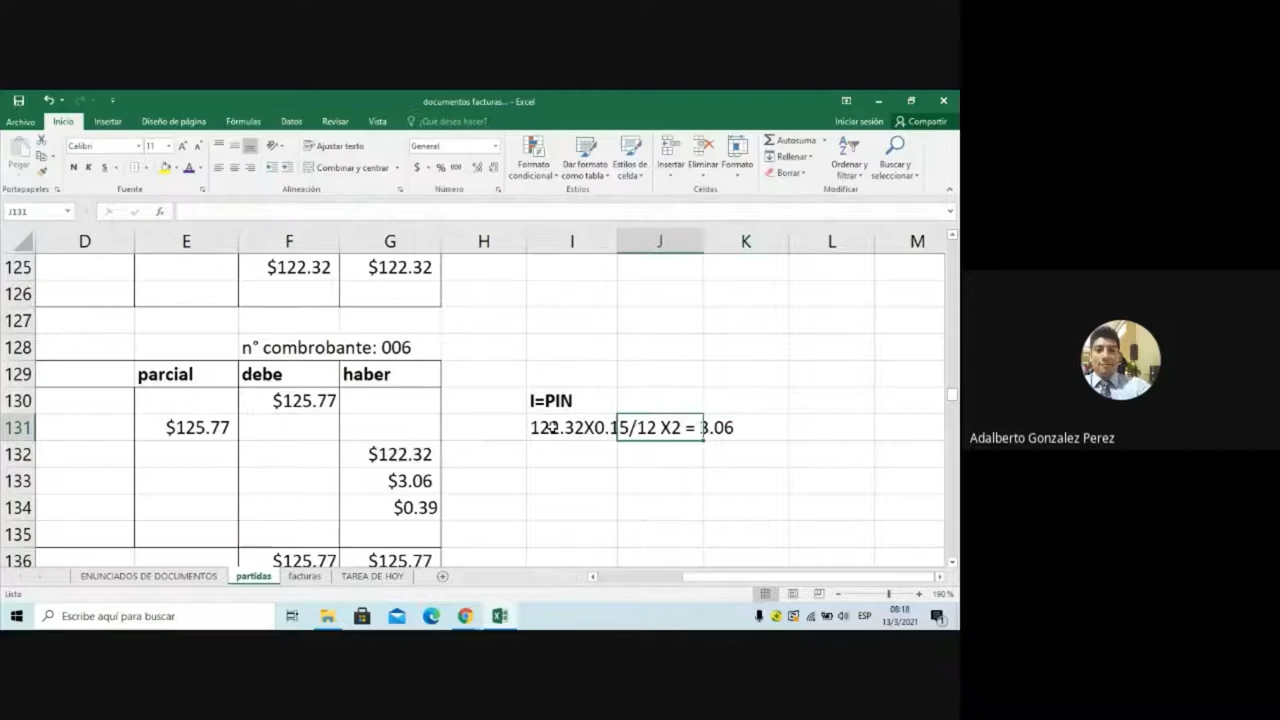 documentos facturas... - Excel
Archivo Inicio Insertar Diseño de página Fórmulas Datos Revisar Vista ¿Qué desea hacer? Iniciar sesión Compartir
Pegar
Calibri 11
N K S
Ajustar texto
Combinar y centrar
General
$ % 000
Formato condicional
Dar formato como tabla
Estilos de celda
Insertar
Eliminar
Formato
Autosuma
Rellenar
Borrar
Ordenar y filtrar
Buscar y seleccionar
Portapapeles Fuente Alineación Número Estilos Celdas Modificar
J131 fx
D E F G H I J K L M
125 $122.32 $122.32
126
127
128 n° combrobante: 006
129 parcial debe haber
130 $125.77 I=PIN
131 $125.77 122.32X0.15/12 X2 = 3.06
132 $122.32
133 $3.06
134 $0.39
135
136 $125.77 $125.77
ENUNCIADOS DE DOCUMENTOS partidas facturas TAREA DE HOY
Listo 190 %
Escribe aquí para buscar
ESP
08:18
13/3/2021
Adalberto Gonzalez Perez